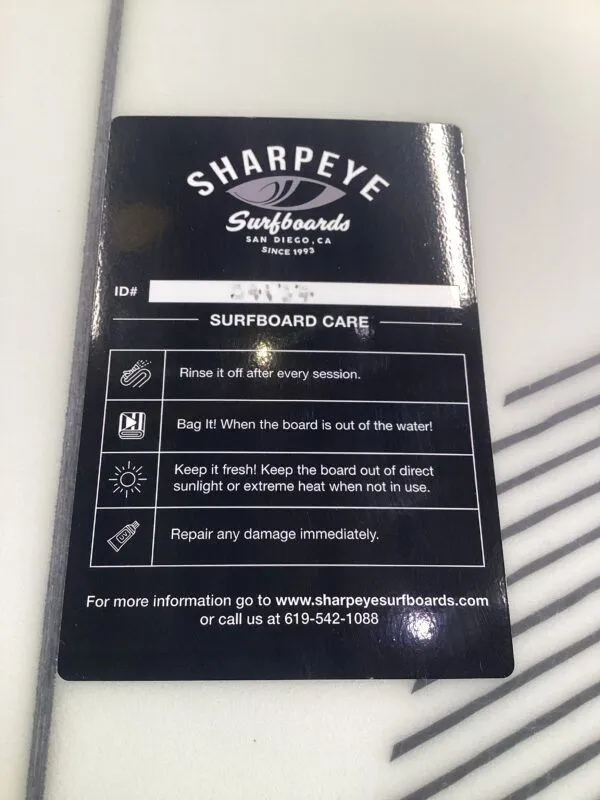 SHARPEYE
Surfboards
SAN DIEGO, CA
SINCE 1993
ID#
SURFBOARD CARE
Rinse it off after every session.
Bag It! When the board is out of the water!
Keep it fresh! Keep the board out of direct
sunlight or extreme heat when not in use.
Repair any damage immediately.
For more information go to www.sharpeyesurfboards.com
or call us at 619-542-1088